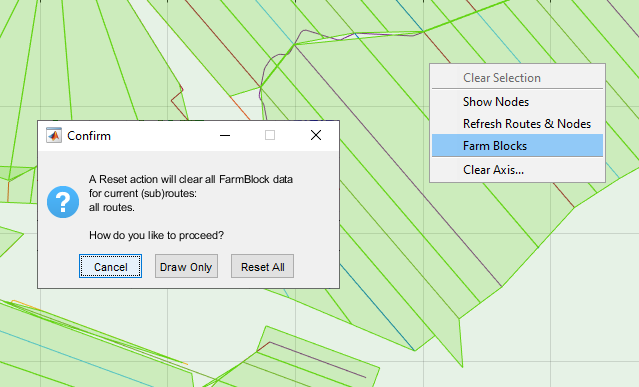 Clear Selection
Show Nodes
Refresh Routes & Nodes
Farm Blocks
Clear Axis...
Confirm
A Reset action will clear all FarmBlock data
for current (sub)routes:
all routes.
How do you like to proceed?
Cancel Draw Only Reset All